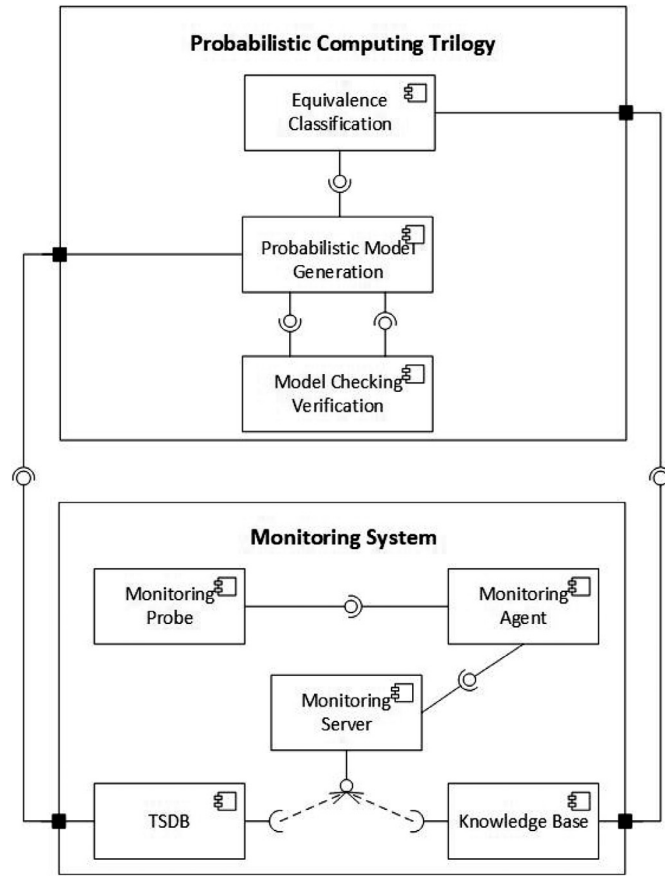 Probabilistic Computing Trilogy
Equivalence
Classification
Probabilistic Model
Generation
Model Checking
Verification
Monitoring System
Monitoring
Probe
Monitoring
Agent
Monitoring
Server
TSDB
Knowledge Base